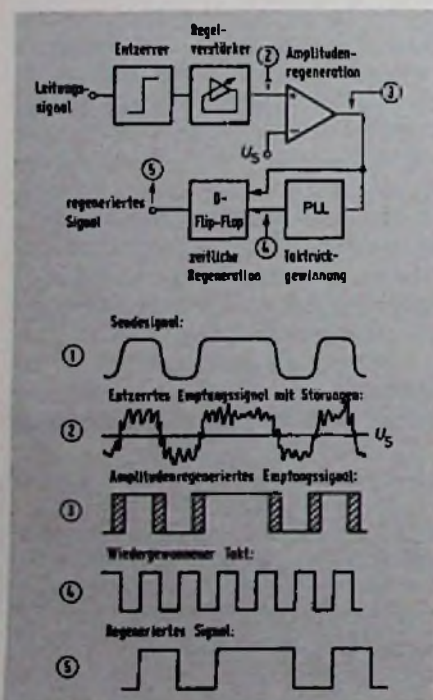 Regel-
Entzerrer verstärker ② Amplituden-
regeneration
Leitungs-
signal
+
−
③
U_S
⑤
regeneriertes
Signal
D-
Flip-Flop
PLL
④
zeitliche
Regeneration
Taktrück-
gewinnung
Sendesignal:
①
Entzerrtes Empfangssignal mit Störungen:
② U_S
Amplitudenregeneriertes Empfangssignal:
③
Wiedergewonnener Takt:
④
Regeneriertes Signal:
⑤